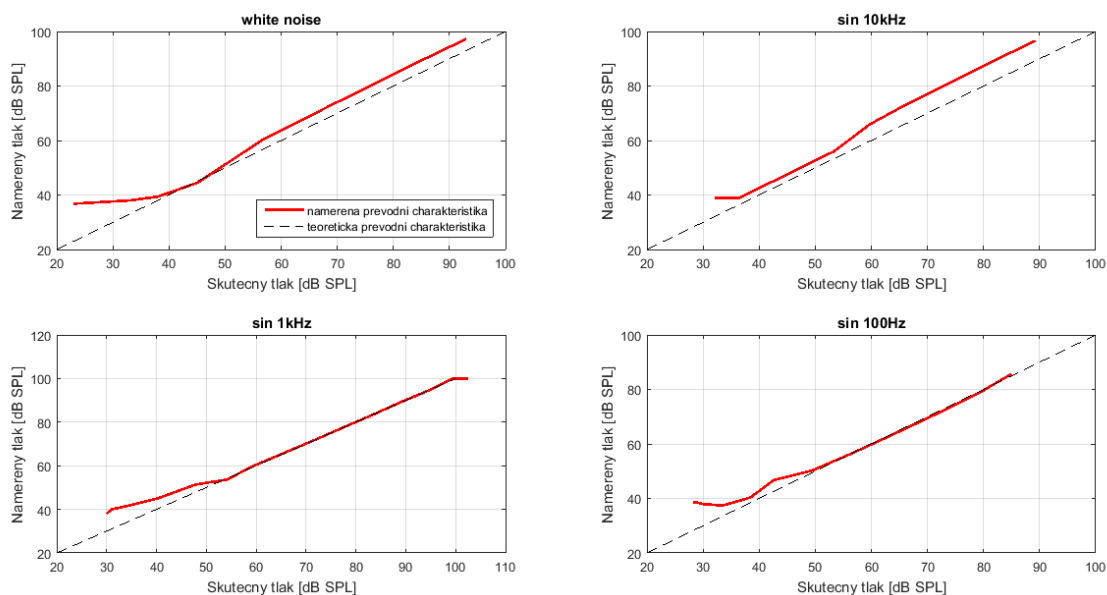 white noise
100
80
60
40
20
Namereny tlak [dB SPL]
namerena prevodni charakteristika
teoreticka prevodni charakteristika
20 30 40 50 60 70 80 90 100
Skutecny tlak [dB SPL]
sin 10kHz
100
80
60
40
20
Namereny tlak [dB SPL]
20 30 40 50 60 70 80 90 100
Skutecny tlak [dB SPL]
sin 1kHz
120
100
80
60
40
20
Namereny tlak [dB SPL]
20 30 40 50 60 70 80 90 100 110
Skutecny tlak [dB SPL]
sin 100Hz
100
80
60
40
20
Namereny tlak [dB SPL]
20 30 40 50 60 70 80 90 100
Skutecny tlak [dB SPL]